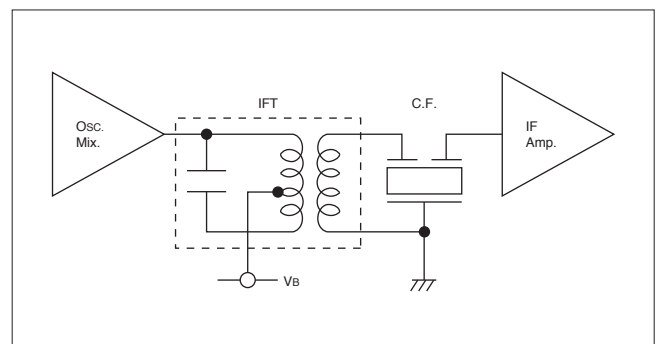 IFT
C.F.
Osc.
Mix.
IF
Amp.
VB